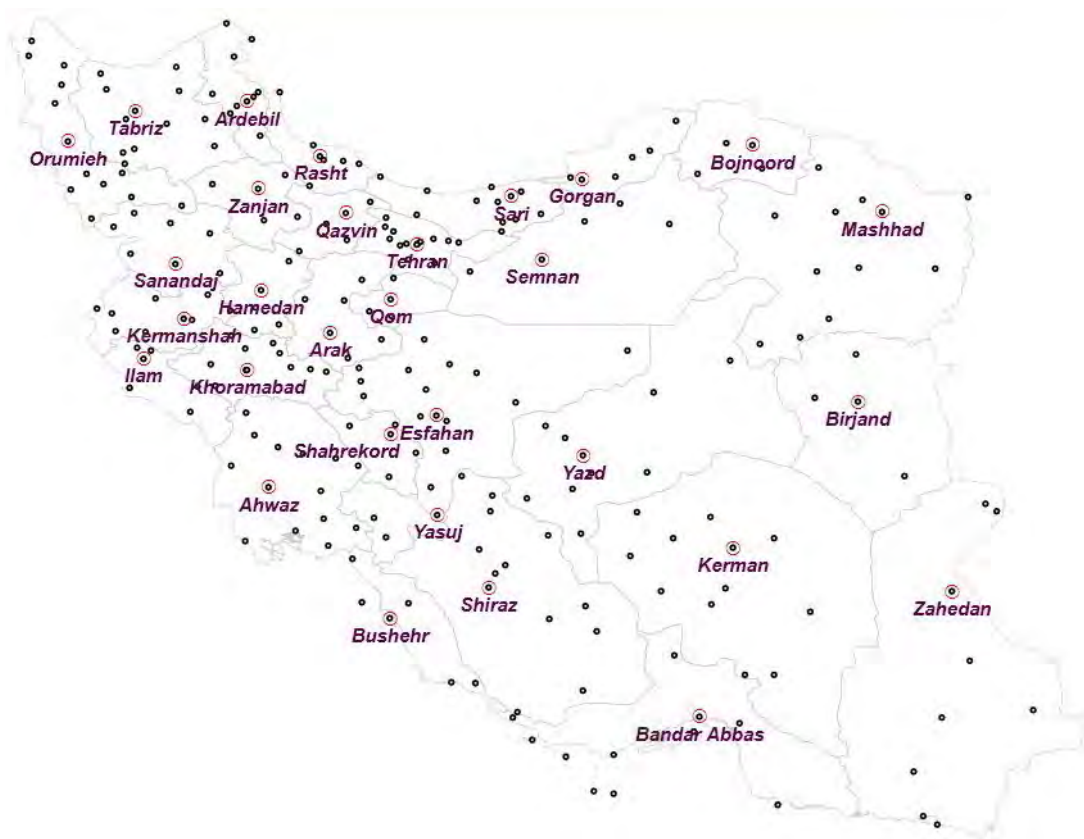 Ardebil
Tabriz
Orumieh
Bojnoord
Rasht
Gorgan
Zanjan
Sari
Qazvin
Mashhad
Tehran
Semnan
Sanandaj
Hamedan
Qom
Kermanshah
Arak
Ilam
Khoramabad
Birjand
Esfahan
Shahrekord
Yazd
Ahwaz
Yasuj
Kerman
Shiraz
Zahedan
Bushehr
Bandar Abbas